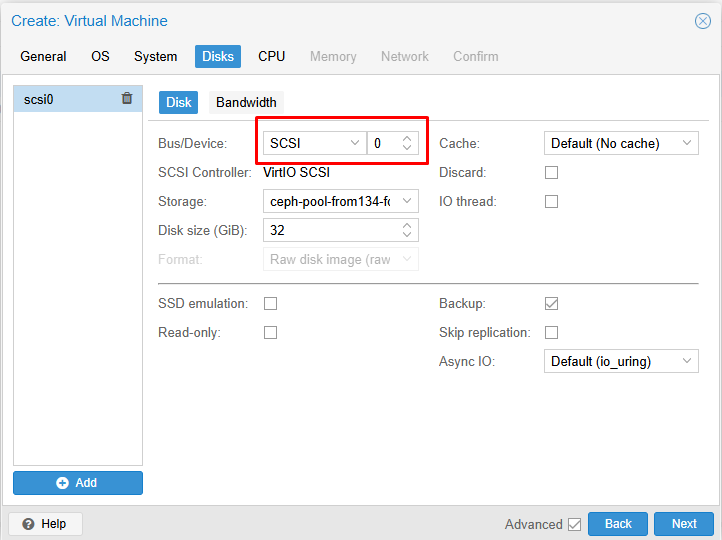 Create: Virtual Machine
General OS System Disks CPU Memory Network Confirm
scsi0
Disk Bandwidth
Bus/Device: SCSI 0 Cache: Default (No cache)
SCSI Controller: VirtIO SCSI Discard:
Storage: ceph-pool-from134-fo IO thread:
Disk size (GiB): 32
Format: Raw disk image (raw
SSD emulation: Backup:
Read-only: Skip replication:
Async IO: Default (io_uring)
Add
Help Advanced Back Next